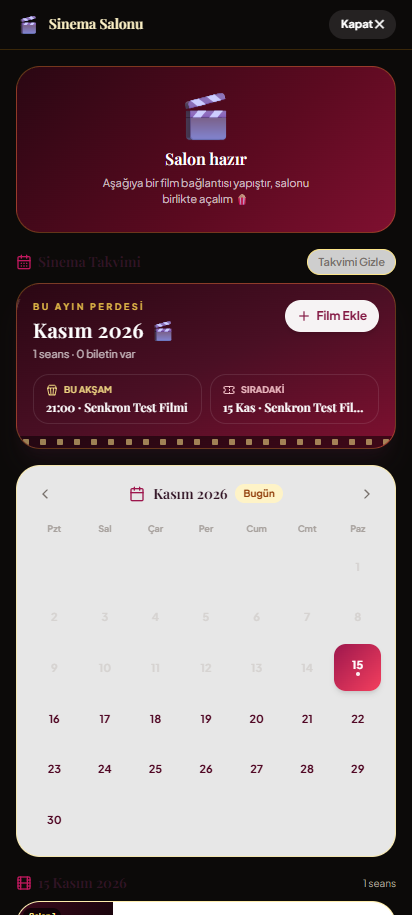 Sinema Salonu
Kapat✕
Salon hazır
Aşağıya bir film bağlantısı yapıştır, salonu
birlikte açalım 🍿
Sinema Takvimi
Takvimi Gizle
BU AYIN PERDESİ
Kasım 2026 🎬
+ Film Ekle
1 seans · 0 biletin var
BU AKŞAM
21:00 · Senkron Test Filmi
SIRADAKİ
15 Kas · Senkron Test Fil...
Kasım 2026 Bugün
Pzt Sal Çar Per Cum Cmt Paz
1
2 3 4 5 6 7 8
9 10 11 12 13 14 15
16 17 18 19 20 21 22
23 24 25 26 27 28 29
30
15 Kasım 2026
1 seans